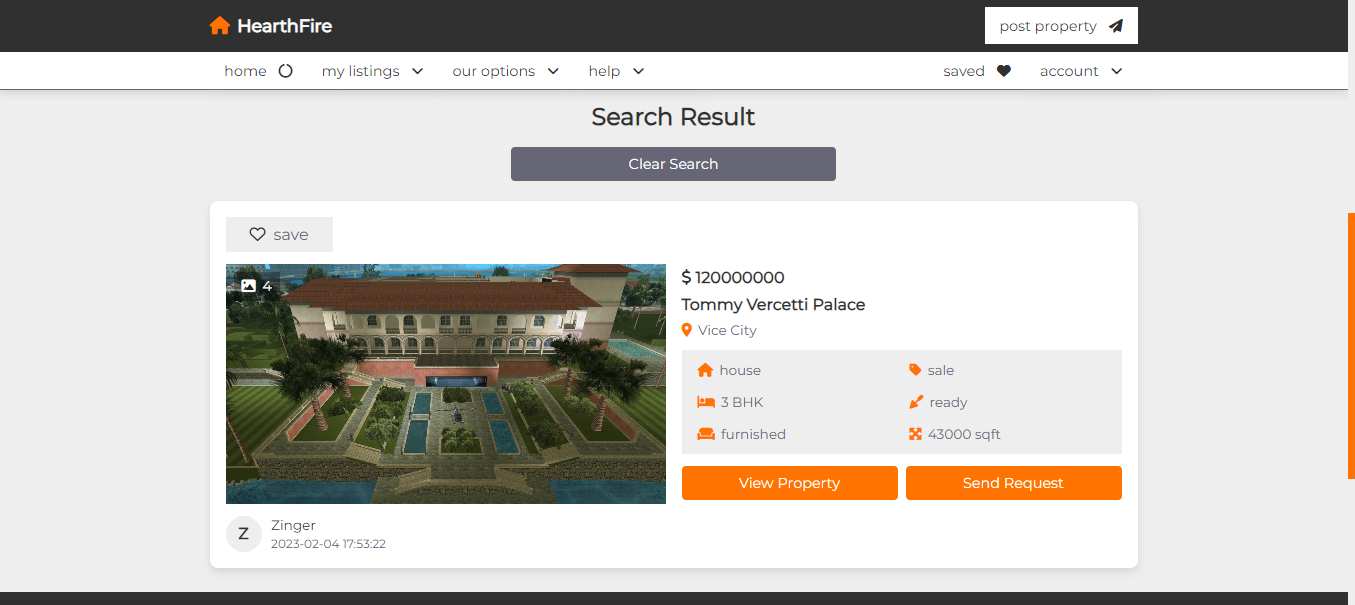 HearthFire
post property
home my listings our options help saved account
Search Result
Clear Search
save
4
$ 120000000
Tommy Vercetti Palace
Vice City
house sale
3 BHK ready
furnished 43000 sqft
View Property Send Request
Z
Zinger
2023-02-04 17:53:22